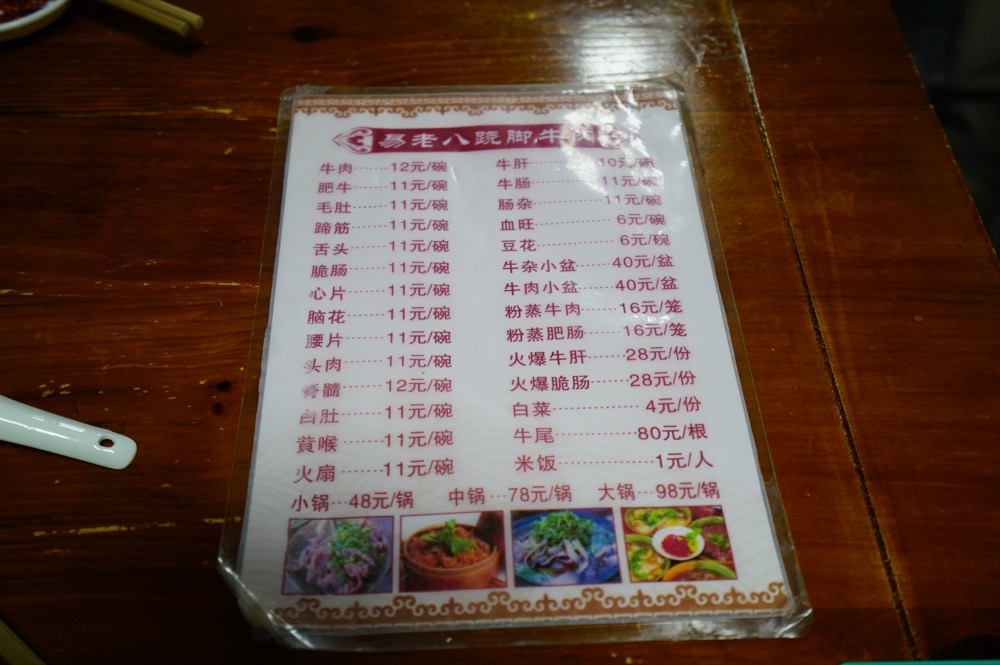 易老八跷脚牛肉
牛肉……12元/碗
肥牛……11元/碗
毛肚……11元/碗
蹄筋……11元/碗
舌头……11元/碗
脆肠……11元/碗
心片……11元/碗
脑花……11元/碗
腰片……11元/碗
头肉……11元/碗
脊髓……12元/碗
白肚……11元/碗
黄喉……11元/碗
火扇……11元/碗
牛肝……10元/碗
牛肠……11元/碗
肠杂……11元/碗
血旺……6元/碗
豆花……6元/碗
牛杂小盆……40元/盆
牛肉小盆……40元/盆
粉蒸牛肉……16元/笼
粉蒸肥肠……16元/笼
火爆牛肝……28元/份
火爆脆肠……28元/份
白菜……4元/份
牛尾……80元/根
米饭……1元/人
小锅…48元/锅 中锅…78元/锅 大锅…98元/锅